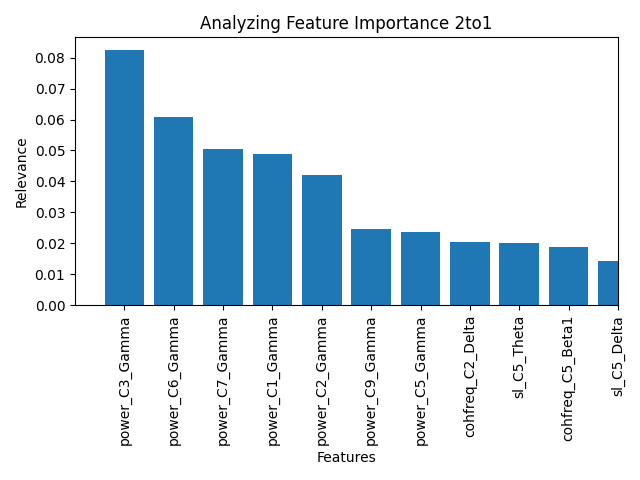 Analyzing Feature Importance 2to1
0.08
0.07
0.06
0.05
0.04
0.03
0.02
0.01
0.00
Relevance
power_C3_Gamma
power_C6_Gamma
power_C7_Gamma
power_C1_Gamma
power_C2_Gamma
power_C9_Gamma
power_C5_Gamma
cohfreq_C2_Delta
sl_C5_Theta
cohfreq_C5_Beta1
sl_C5_Delta
Features